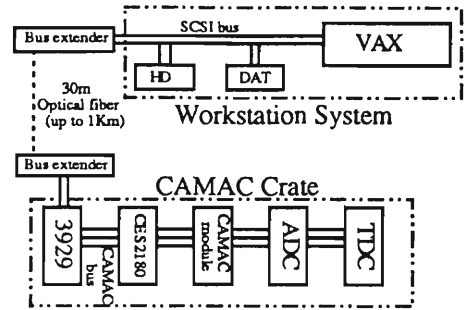 SCSI bus
Bus extender
VAX
HD
DAT
30m
Optical fiber
(up to 1Km)
Workstation System
Bus extender
CAMAC Crate
3929
CAMAC
bus
CES2180
CAMAC
module
ADC
TDC